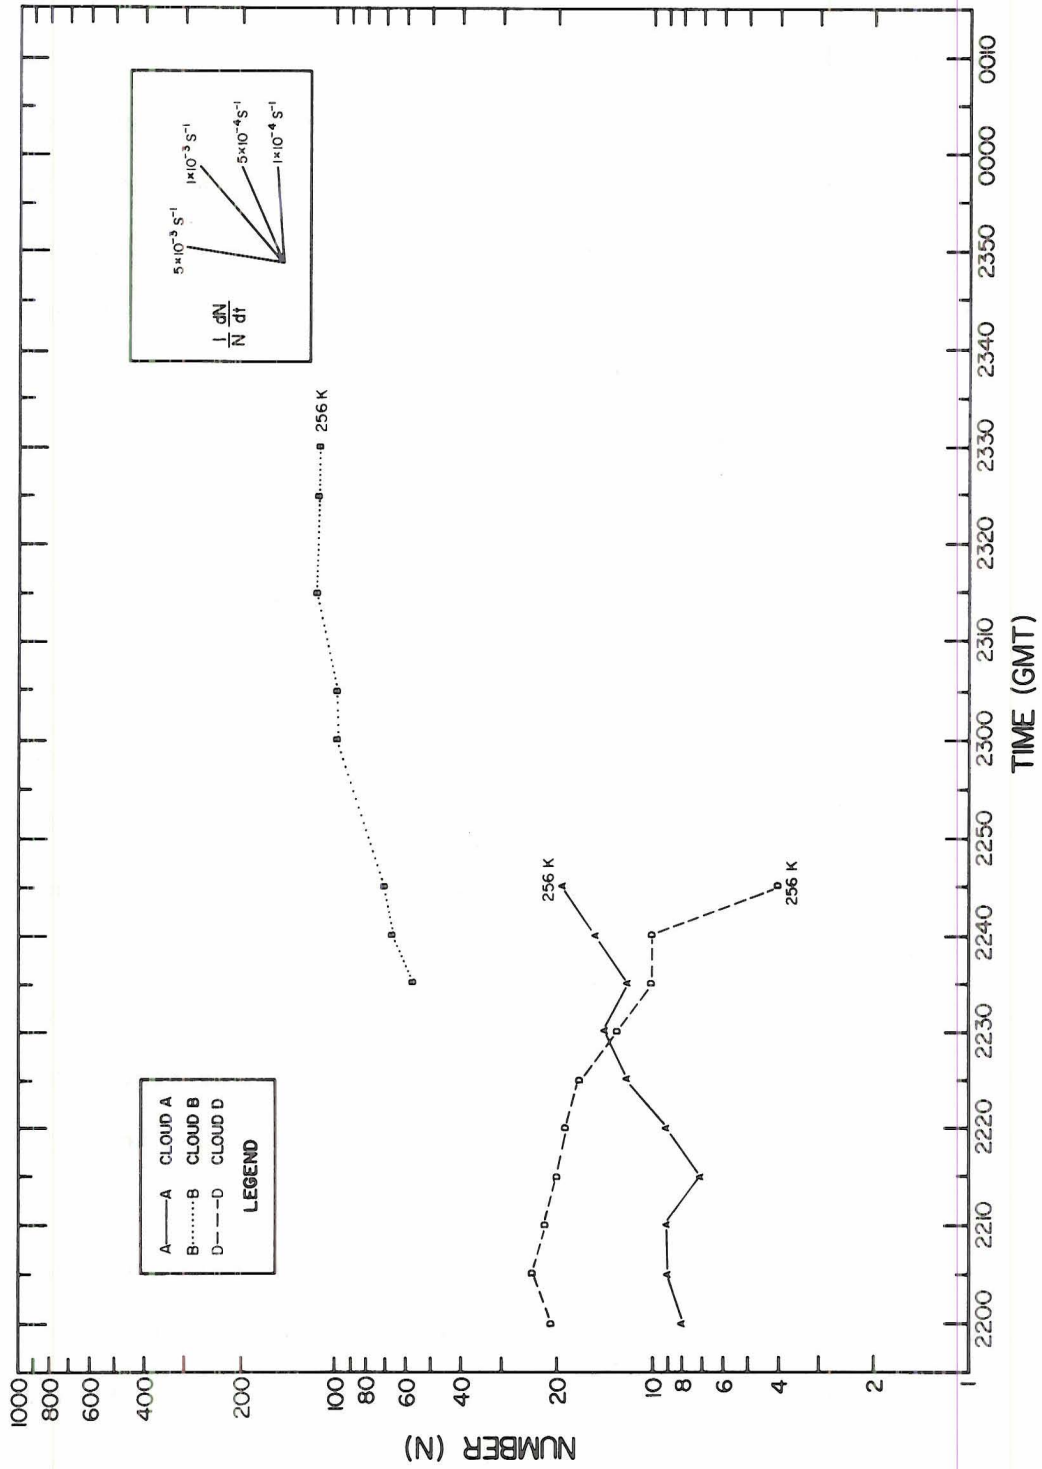 1000
800
600
400
200
100
80
60
40
20
10
8
6
4
2
1
NUMBER (N)
2200
2210
2220
2230
2240
2250
2300
2310
2320
2330
2340
2350
0000
0010
TIME (GMT)
A A CLOUD A
B B CLOUD B
D D CLOUD D
LEGEND
1 dN
N dt
5×10⁻³ S⁻¹
1×10⁻³ S⁻¹
5×10⁻⁴ S⁻¹
1×10⁻⁴ S⁻¹
B B B B B B B B
256 K
A A A A A A A A A A
256 K
D D D D D D D D D D
256 K